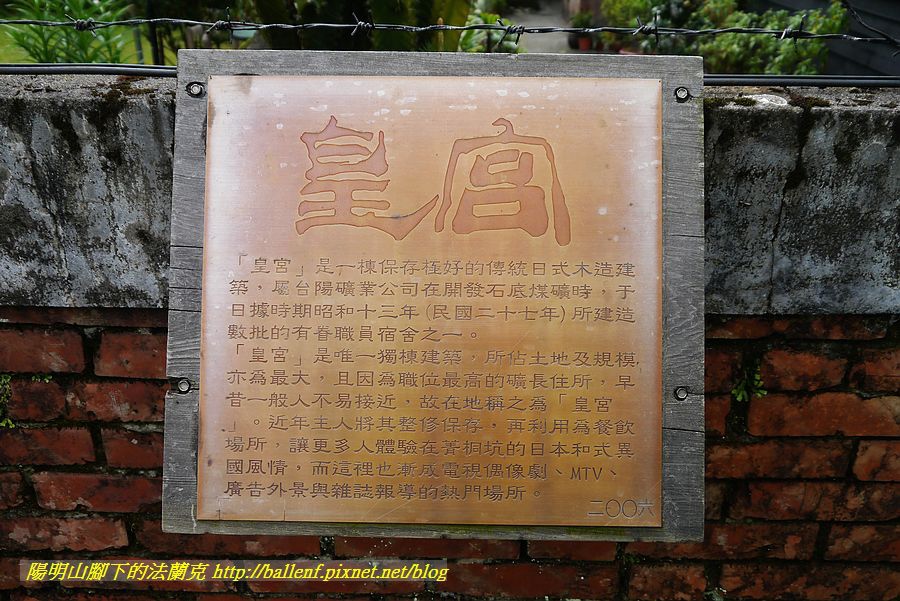 皇宮
「皇宮」是一棟保存極好的傳統日式木造建
築，屬台陽礦業公司在開發石底煤礦時，于
日據時期昭和十三年(民國二十七年)所建造
數批的有眷職員宿舍之一。
「皇宮」是唯一獨棟建築，所佔土地及規模，
亦為最大，且因為職位最高的礦長住所，早
昔一般人不易接近，故在地稱之為「皇宮
」。近年主人將其整修保存，再利用為餐飲
場所，讓更多人體驗在菁桐坑的日本和式異
國風情，而這裡也漸成電視偶像劇、MTV、
廣告外景與雜誌報導的熱門場所。
二〇〇六
陽明山腳下的法蘭克 http://ballenf.pixnet.net/blog